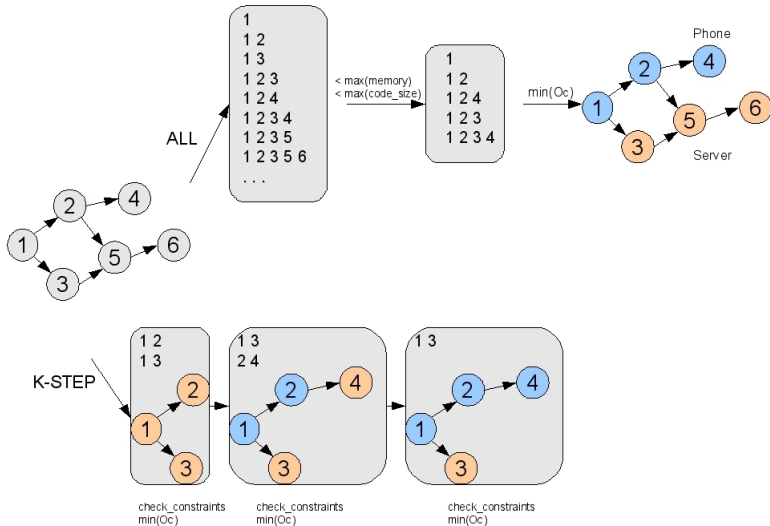 1
1 2
1 3
1 2 3
1 2 4
1 2 3 4
1 2 3 5
1 2 3 5 6
. . .
ALL
< max(memory)
< max(code_size)
1
1 2
1 2 4
1 2 3
1 2 3 4
min(Oc)
Phone
1
2
4
3
5
6
Server
1
2
4
3
5
6
K-STEP
1 2
1 3
1
2
3
check_constraints
min(Oc)
1 3
2 4
1
2
4
3
check_constraints
min(Oc)
1 3
1
2
4
3
check_constraints
min(Oc)